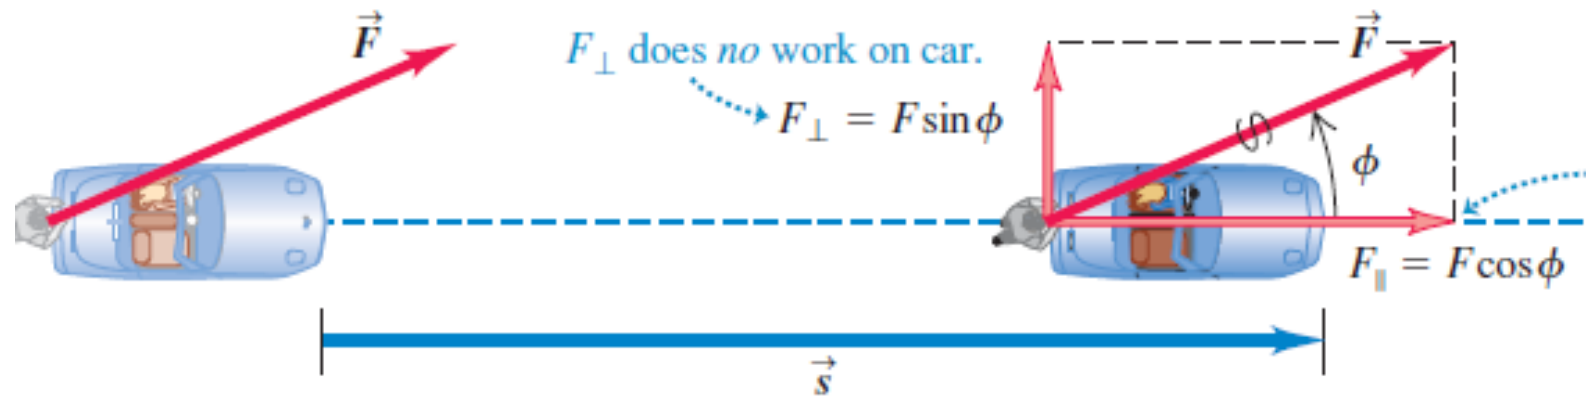 F⃗
F⊥ does no work on car.
F⊥ = F sin ϕ
F⃗
ϕ
F∥ = F cos ϕ
s⃗